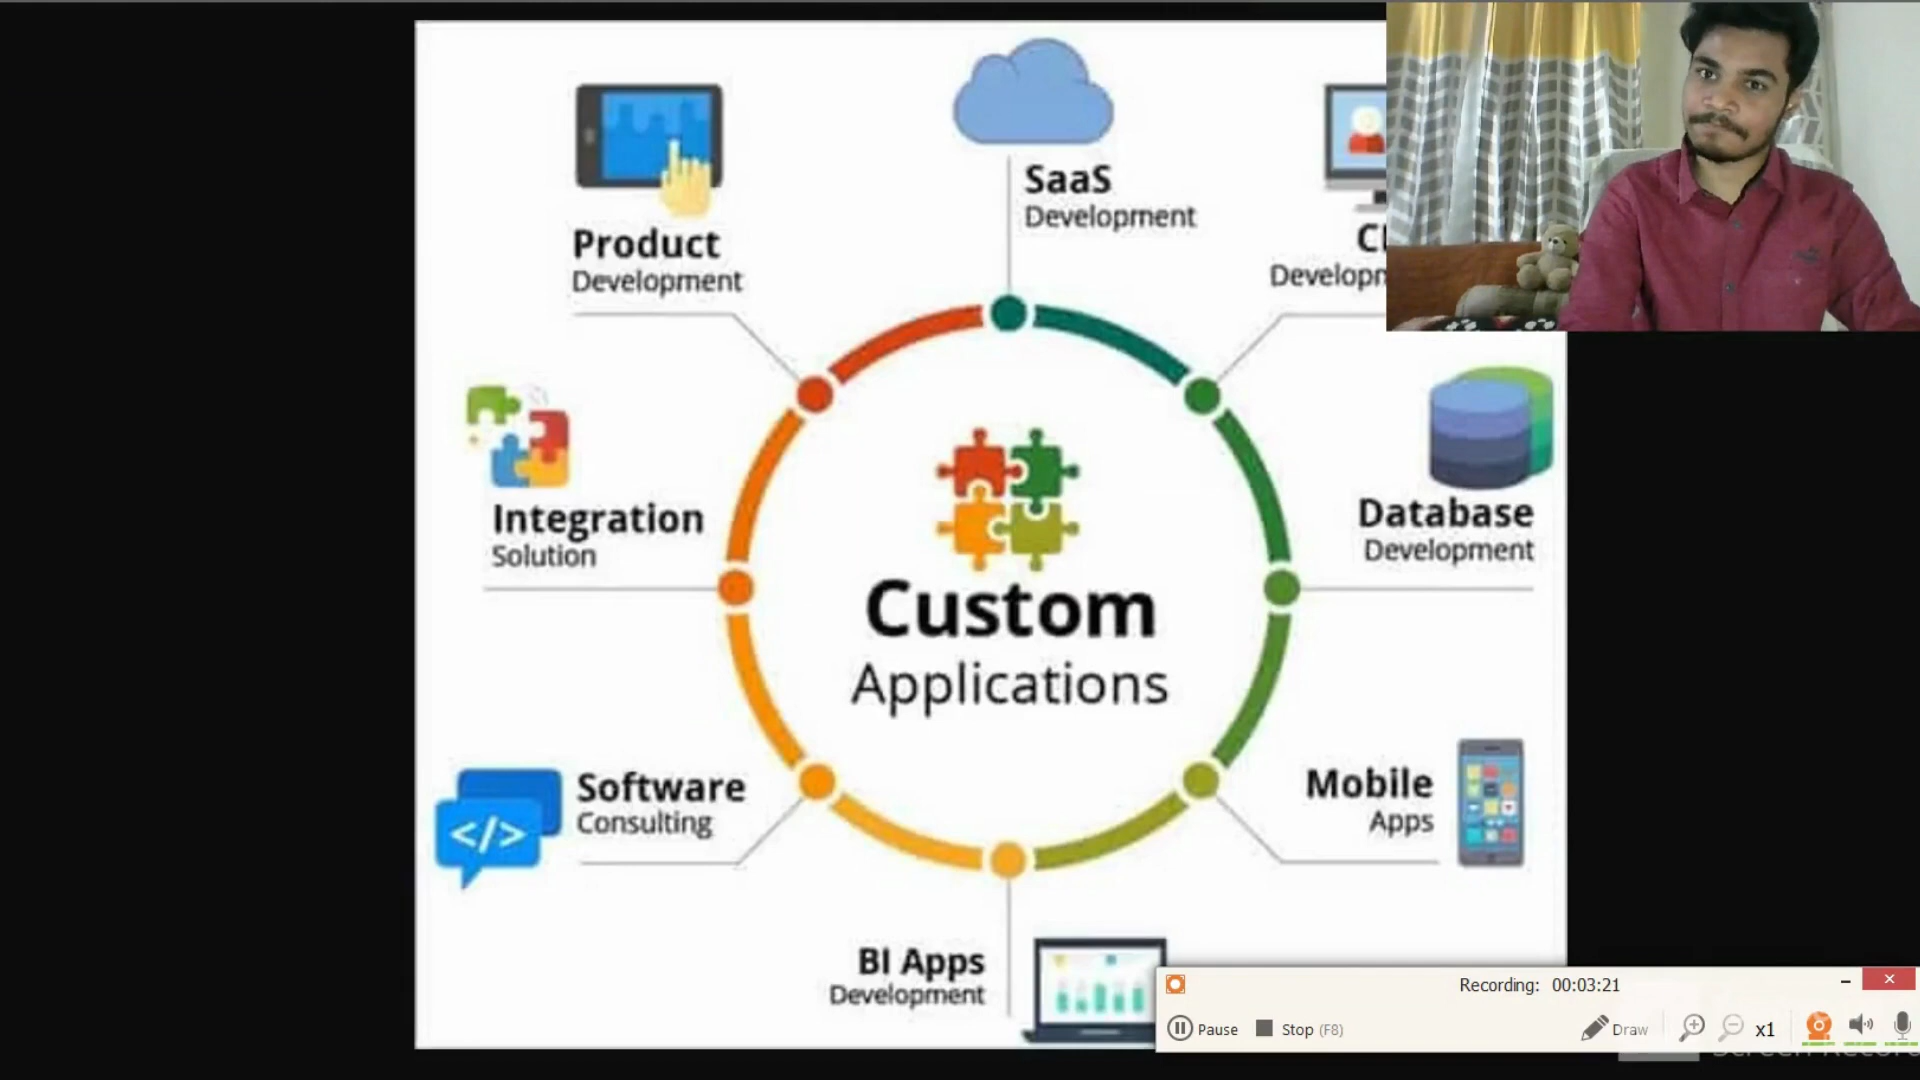 SaaS
Development
Product
Development
Developm
Integration
Solution
Database
Development
Custom
Applications
Software
Consulting
</>
Mobile
Apps
BI Apps
Development
Recording: 00:03:21
Pause
Stop (F8)
Draw
x1